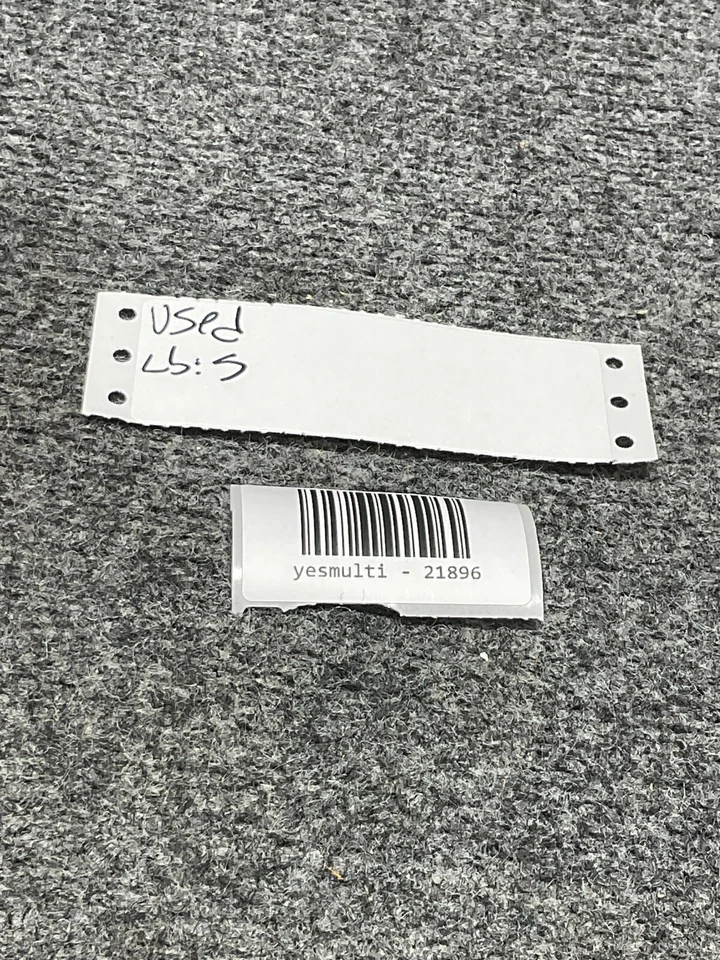 Used
Lb: 5
yesmulti - 21896